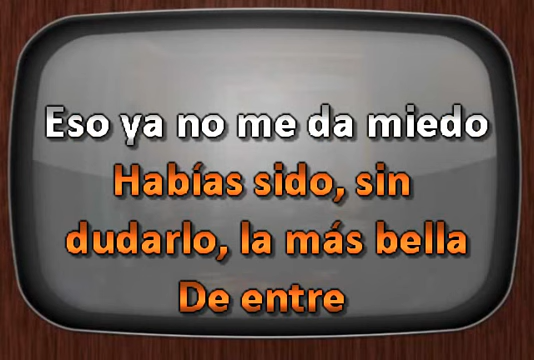 Eso ya no me da miedo
Habías sido, sin
dudarlo, la más bella
De entre